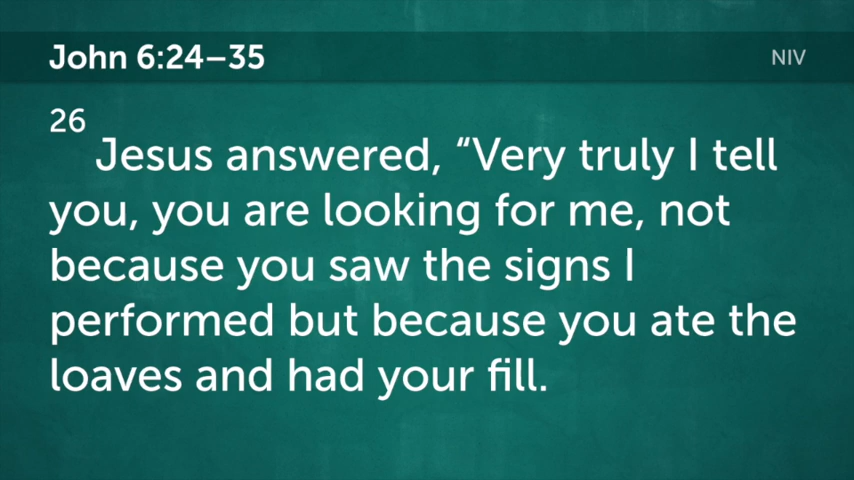 John 6:24–35
NIV
26
Jesus answered, “Very truly I tell
you, you are looking for me, not
because you saw the signs I
performed but because you ate the
loaves and had your fill.